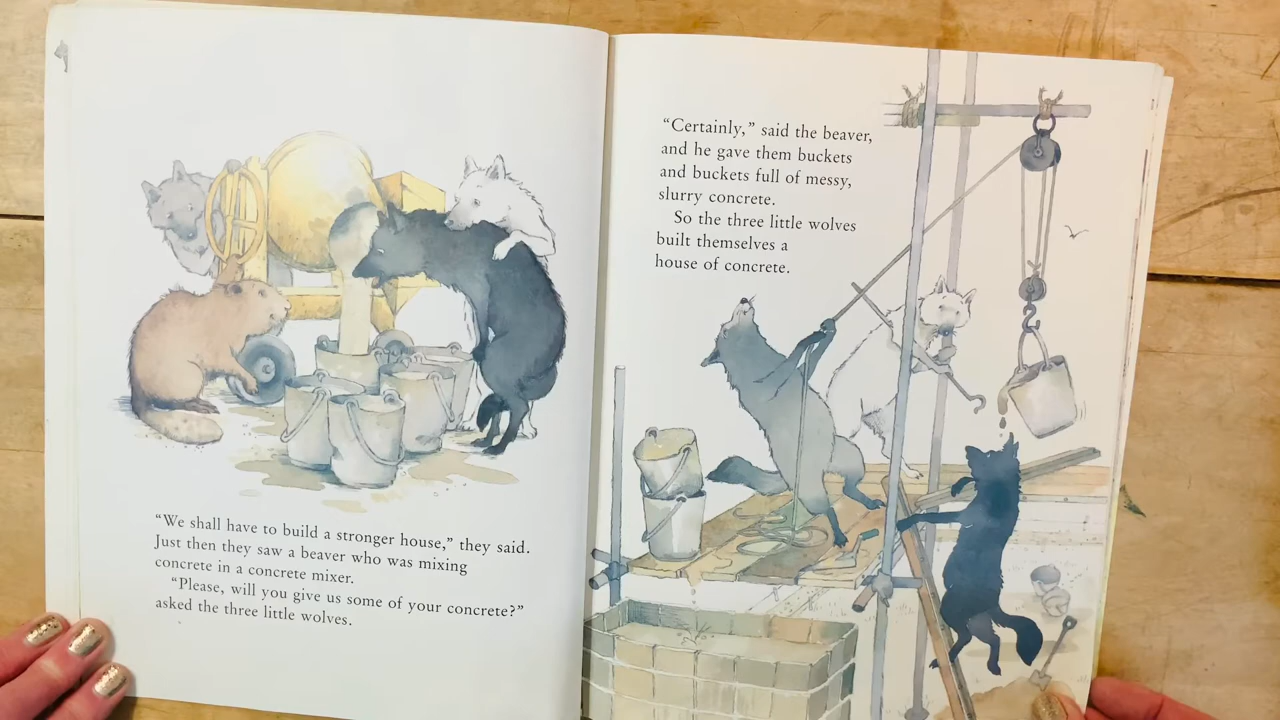 “We shall have to build a stronger house,” they said.
Just then they saw a beaver who was mixing
concrete in a concrete mixer.
“Please, will you give us some of your concrete?”
asked the three little wolves.
“Certainly,” said the beaver,
and he gave them buckets
and buckets full of messy,
slurry concrete.
So the three little wolves
built themselves a
house of concrete.